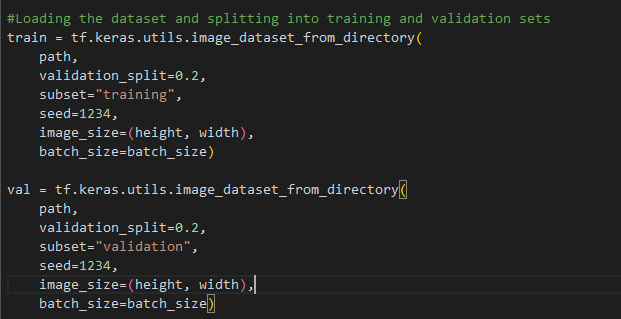 #Loading the dataset and splitting into training and validation sets
train = tf.keras.utils.image_dataset_from_directory(
    path,
    validation_split=0.2,
    subset="training",
    seed=1234,
    image_size=(height, width),
    batch_size=batch_size)

val = tf.keras.utils.image_dataset_from_directory(
    path,
    validation_split=0.2,
    subset="validation",
    seed=1234,
    image_size=(height, width),
    batch_size=batch_size)